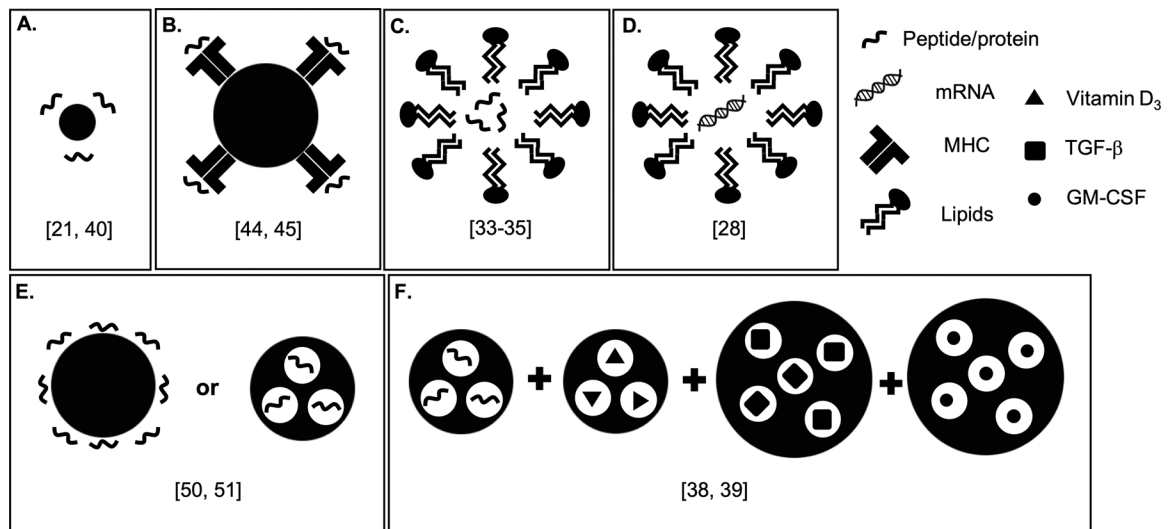 A.
[21, 40]
B.
[44, 45]
C.
[33-35]
D.
[28]
Peptide/protein
mRNA
MHC
Lipids
Vitamin D₃
TGF-β
GM-CSF
E.
or
[50, 51]
F.
+ + +
[38, 39]